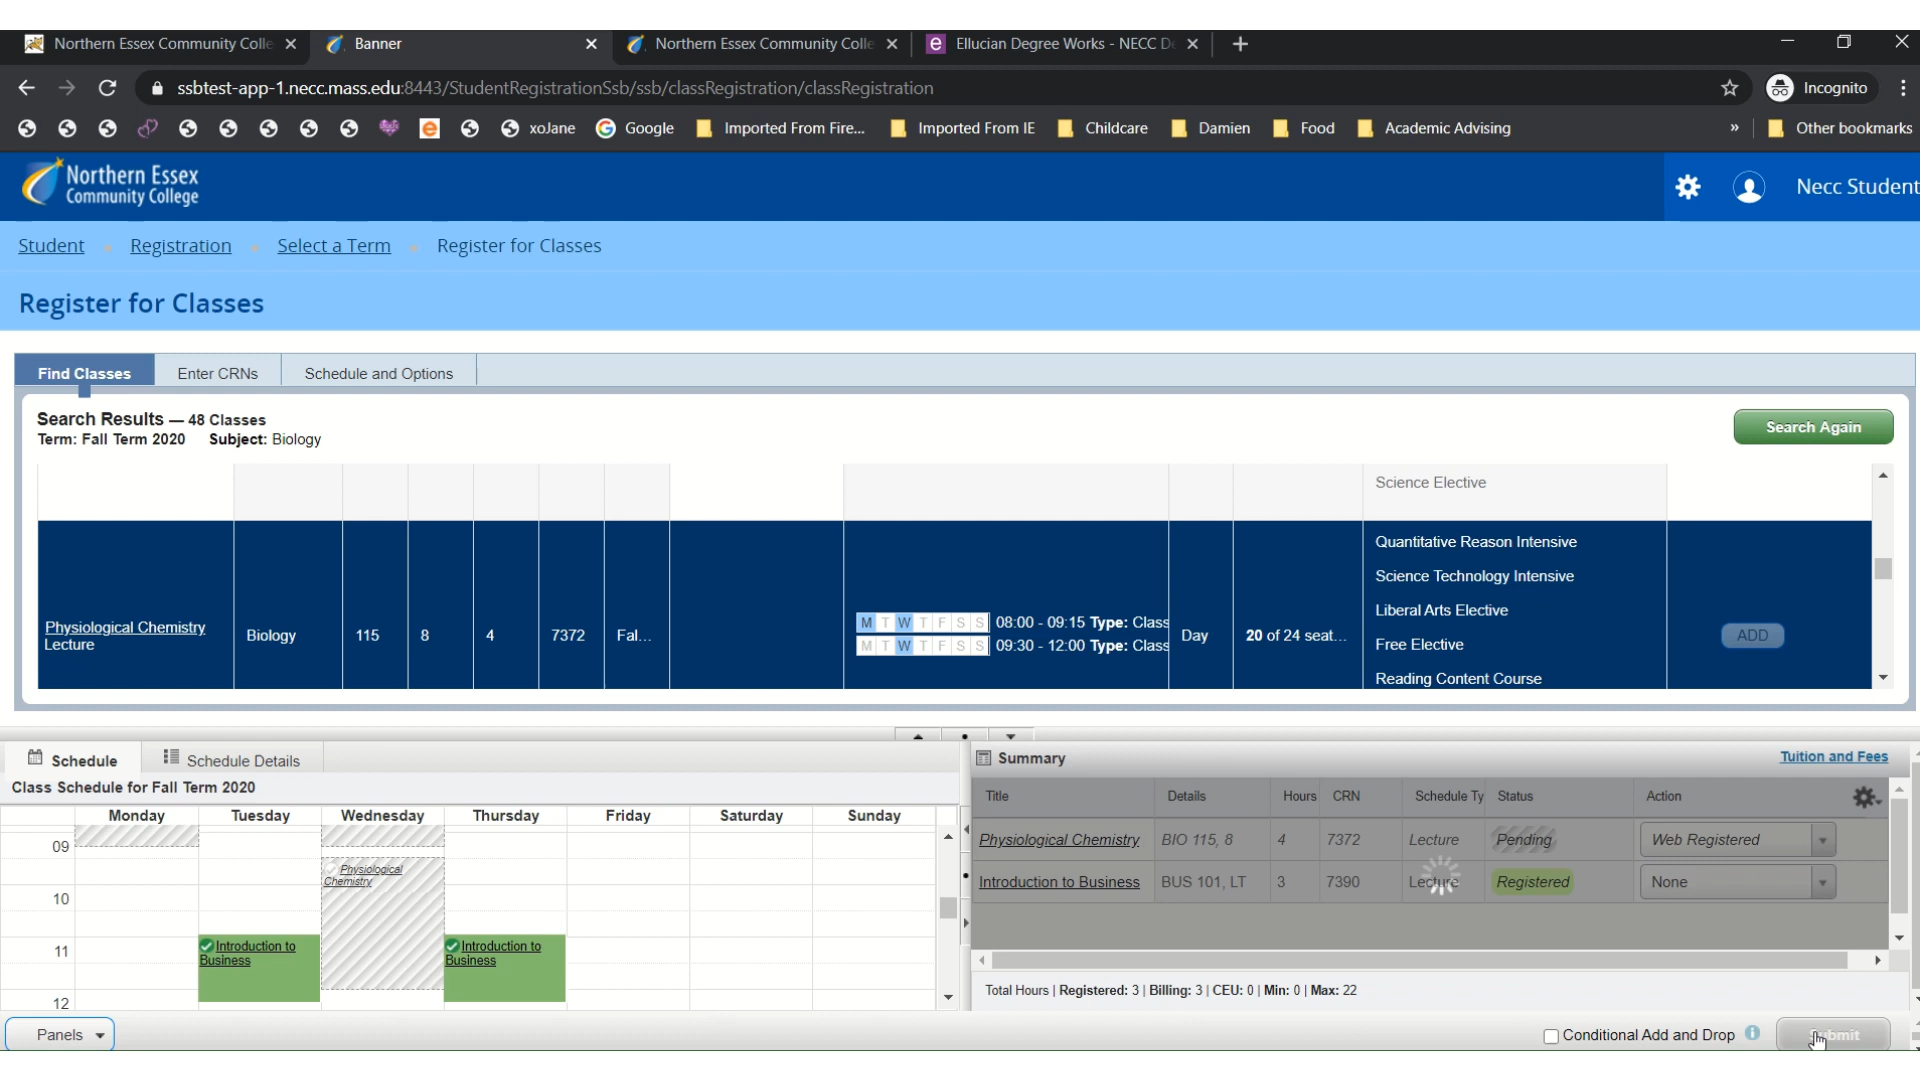 Northern Essex Community Colle
Banner
Northern Essex Community Colle
Ellucian Degree Works - NECC De
ssbtest-app-1.necc.mass.edu:8443/StudentRegistrationSsb/ssb/classRegistration/classRegistration
Incognito
xoJane
Google
Imported From Fire...
Imported From IE
Childcare
Damien
Food
Academic Advising
»
Other bookmarks
Northern Essex
Community College
Necc Student
Student
Registration
Select a Term
Register for Classes
Register for Classes
Find Classes
Enter CRNs
Schedule and Options
Search Results — 48 Classes
Term: Fall Term 2020 Subject: Biology
Search Again
Science Elective
Quantitative Reason Intensive
Science Technology Intensive
Liberal Arts Elective
Free Elective
Reading Content Course
Physiological Chemistry
Lecture
Biology
115
8
4
7372
Fal...
M T W T F S S 08:00 - 09:15 Type: Class
M T W T F S S 09:30 - 12:00 Type: Class
Day
20 of 24 seat...
ADD
Schedule
Schedule Details
Class Schedule for Fall Term 2020
Monday Tuesday Wednesday Thursday Friday Saturday Sunday
09
10
11
12
Physiological
Chemistry
Introduction to
Business
Introduction to
Business
Summary
Tuition and Fees
Title Details Hours CRN Schedule Ty Status Action
Physiological Chemistry BIO 115, 8 4 7372 Lecture Pending Web Registered
Introduction to Business BUS 101, LT 3 7390 Lecture Registered None
Total Hours | Registered: 3 | Billing: 3 | CEU: 0 | Min: 0 | Max: 22
Panels
Conditional Add and Drop
Submit